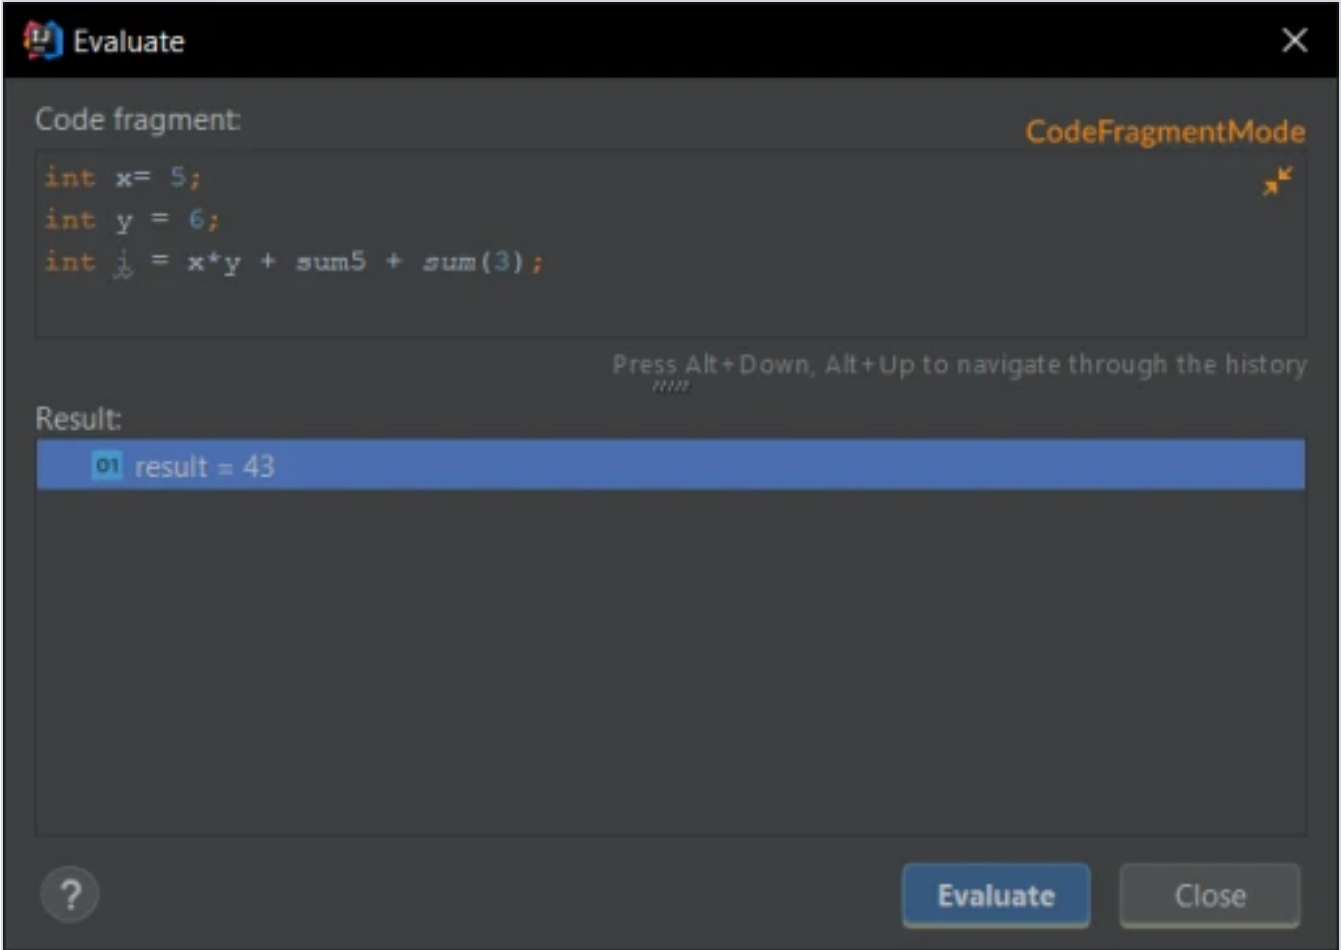 Evaluate
Code fragment:
CodeFragmentMode
int x= 5;
int y = 6;
int i = x*y + sum5 + sum(3);
Press Alt+Down, Alt+Up to navigate through the history
Result:
01 result = 43
?
Evaluate
Close